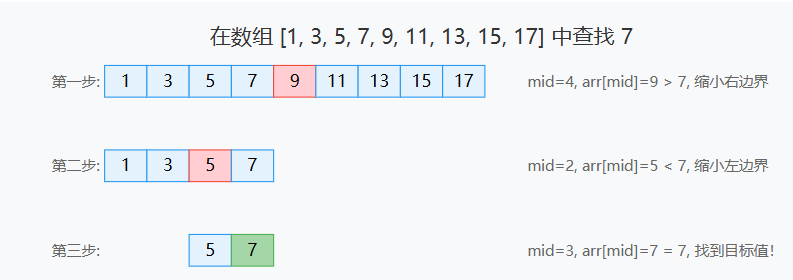 在数组 [1, 3, 5, 7, 9, 11, 13, 15, 17] 中查找 7
第一步: 1 3 5 7 9 11 13 15 17 mid=4, arr[mid]=9 > 7, 缩小右边界
第二步: 1 3 5 7 mid=2, arr[mid]=5 < 7, 缩小左边界
第三步: 5 7 mid=3, arr[mid]=7 = 7, 找到目标值!